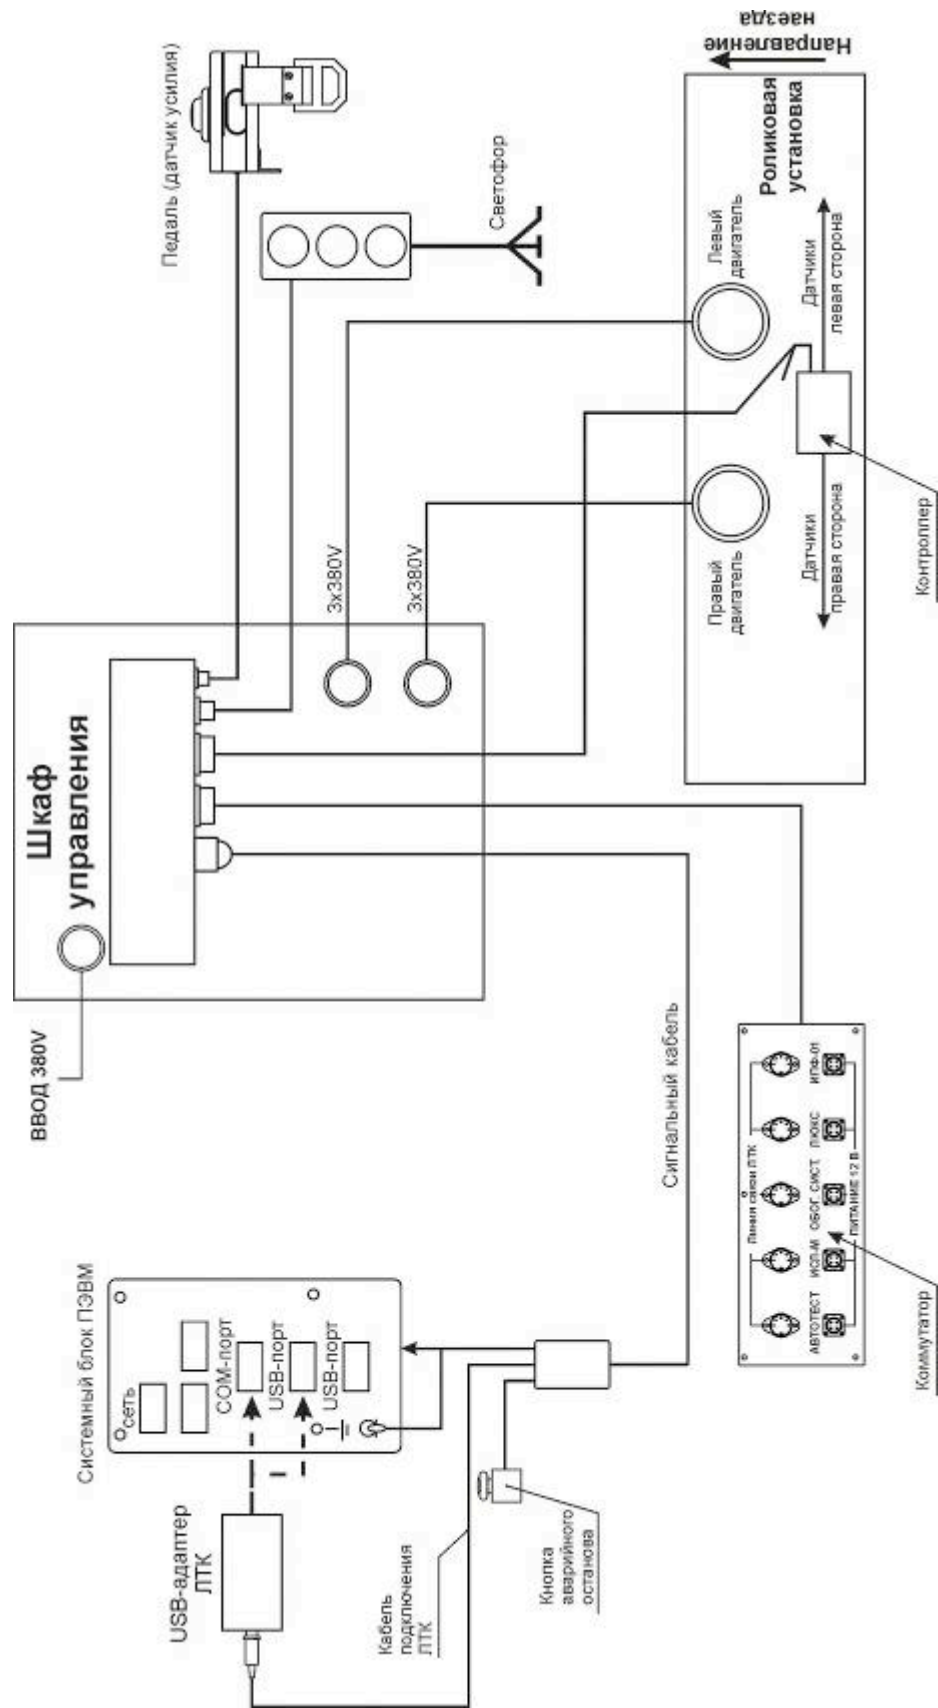 Системный блок ПЭВМ
сеть
COM-порт
USB-порт
USB-порт
USB-адаптер
ЛТК
Кабель
подключения
ЛТК
Кнопка
аварийного
останова
ВВОД 380V
Шкаф
управления
3x380V
3x380V
Педаль (датчик усилия)
Светофор
Сигнальный кабель
Линии связи ЛТК
АВТОТЕСТ
ИСЛ-М
ОБОГ. СИСТ.
ЛЮКС
ИПФ-01
ПИТАНИЕ 12 В
Коммутатор
Правый
двигатель
Левый
двигатель
Роликовая
установка
Датчики
правая сторона
Датчики
левая сторона
Контроллер
Направление
наезда